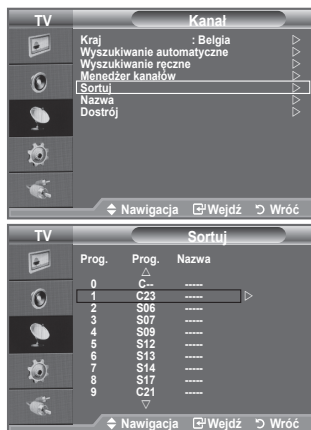 TV Kanał
Kraj : Belgia
Wyszukiwanie automatyczne
Wyszukiwanie ręczne
Menedżer kanałów
Sortuj
Nazwa
Dostrój
Nawigacja Wejdź Wróć
TV Sortuj
Prog. Prog. Nazwa
0 C-- -----
1 C23 -----
2 S06 -----
3 S07 -----
4 S09 -----
5 S12 -----
6 S13 -----
7 S14 -----
8 S17 -----
9 C21 -----
Nawigacja Wejdź Wróć